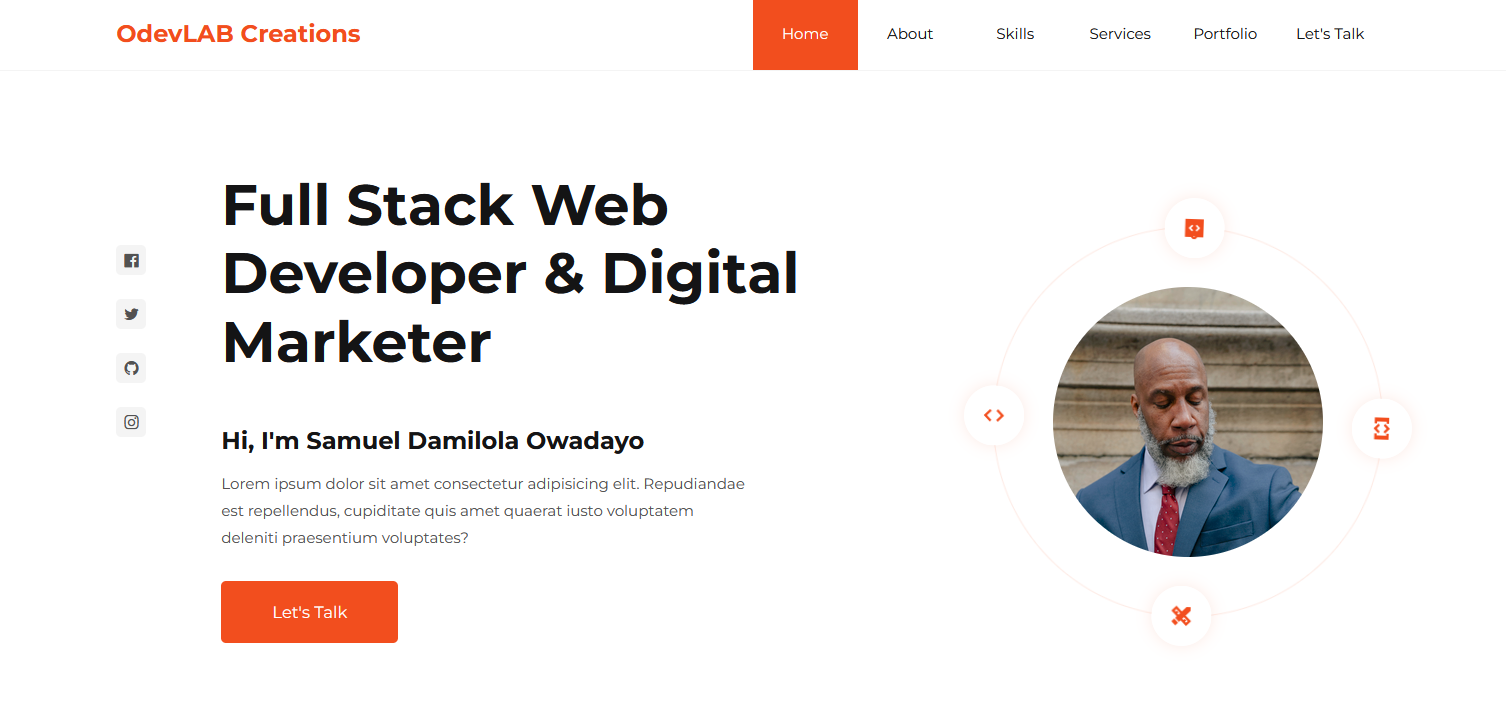 OdevLAB Creations
Home About Skills Services Portfolio Let's Talk
Full Stack Web
Developer & Digital
Marketer
Hi, I'm Samuel Damilola Owadayo
Lorem ipsum dolor sit amet consectetur adipisicing elit. Repudiandae
est repellendus, cupiditate quis amet quaerat iusto voluptatem
deleniti praesentium voluptates?
Let's Talk